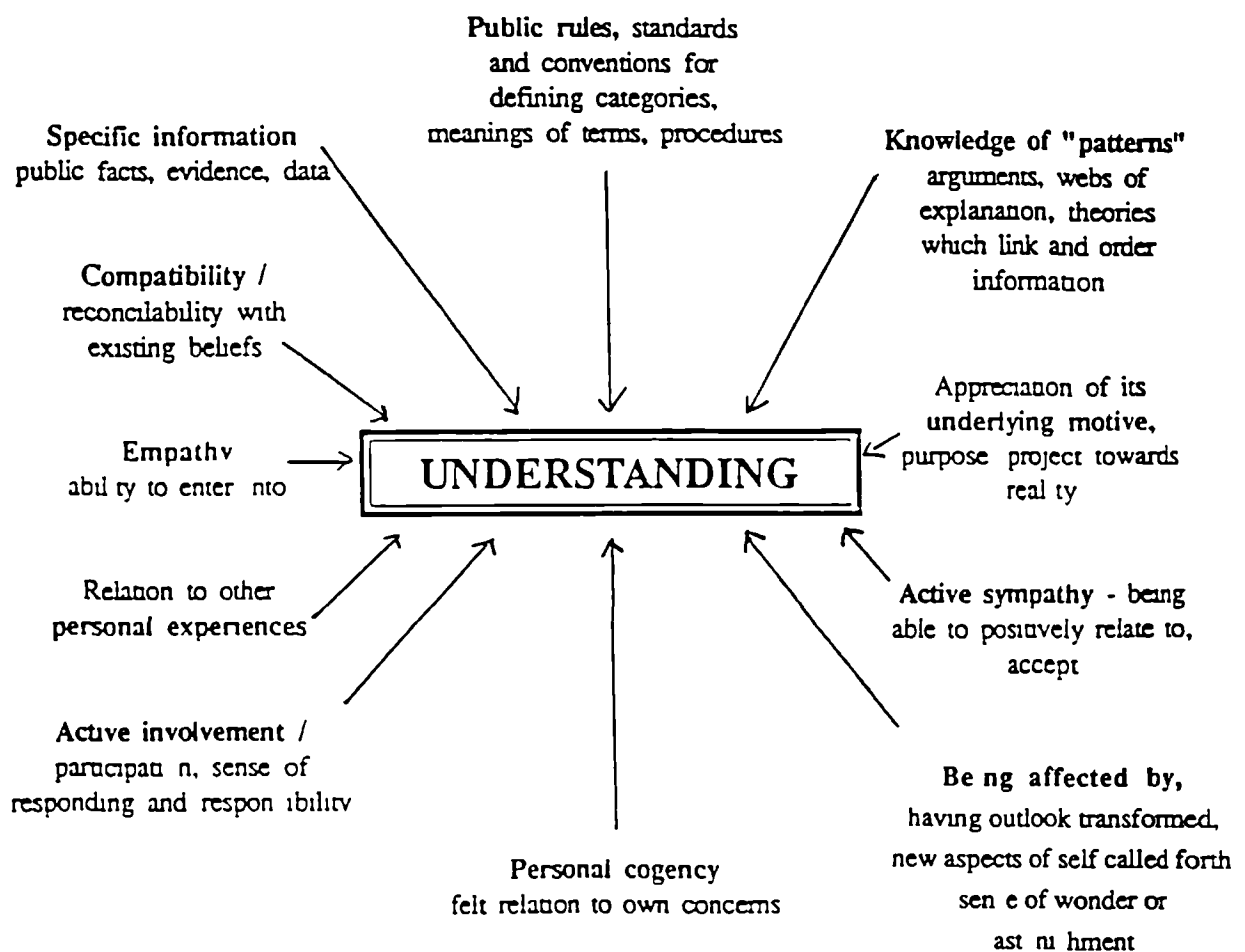 Public rules, standards
and conventions for
defining categories,
meanings of terms, procedures
Specific information
public facts, evidence, data
Knowledge of "patterns"
arguments, webs of
explanation, theories
which link and order
information
Compatibility /
reconcilability with
existing beliefs
Appreciation of its
underlying motive,
purpose project towards
reality
Empathy
ability to enter into
UNDERSTANDING
Relation to other
personal experiences
Active sympathy - being
able to positively relate to,
accept
Active involvement /
participation, sense of
responding and responsibility
Being affected by,
having outlook transformed,
new aspects of self called forth
sense of wonder or
astonishment
Personal cogency
felt relation to own concerns